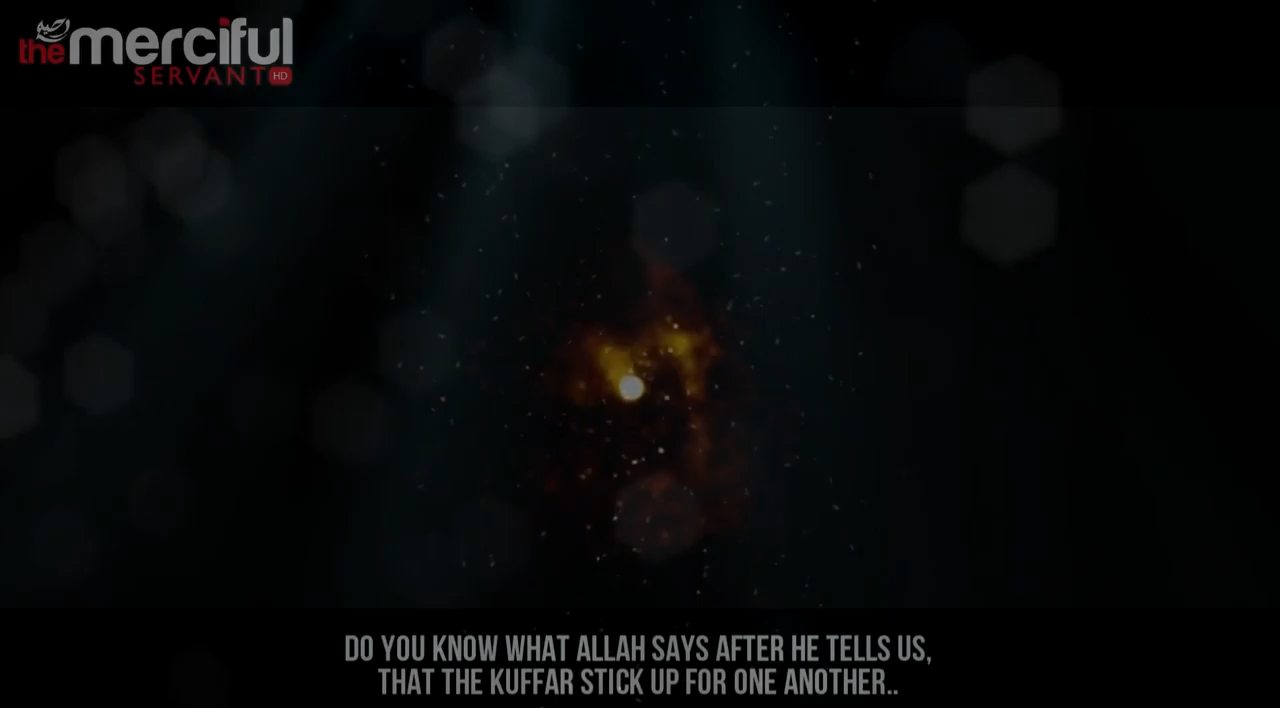 the merciful
SERVANT HD
DO YOU KNOW WHAT ALLAH SAYS AFTER HE TELLS US,
THAT THE KUFFAR STICK UP FOR ONE ANOTHER..